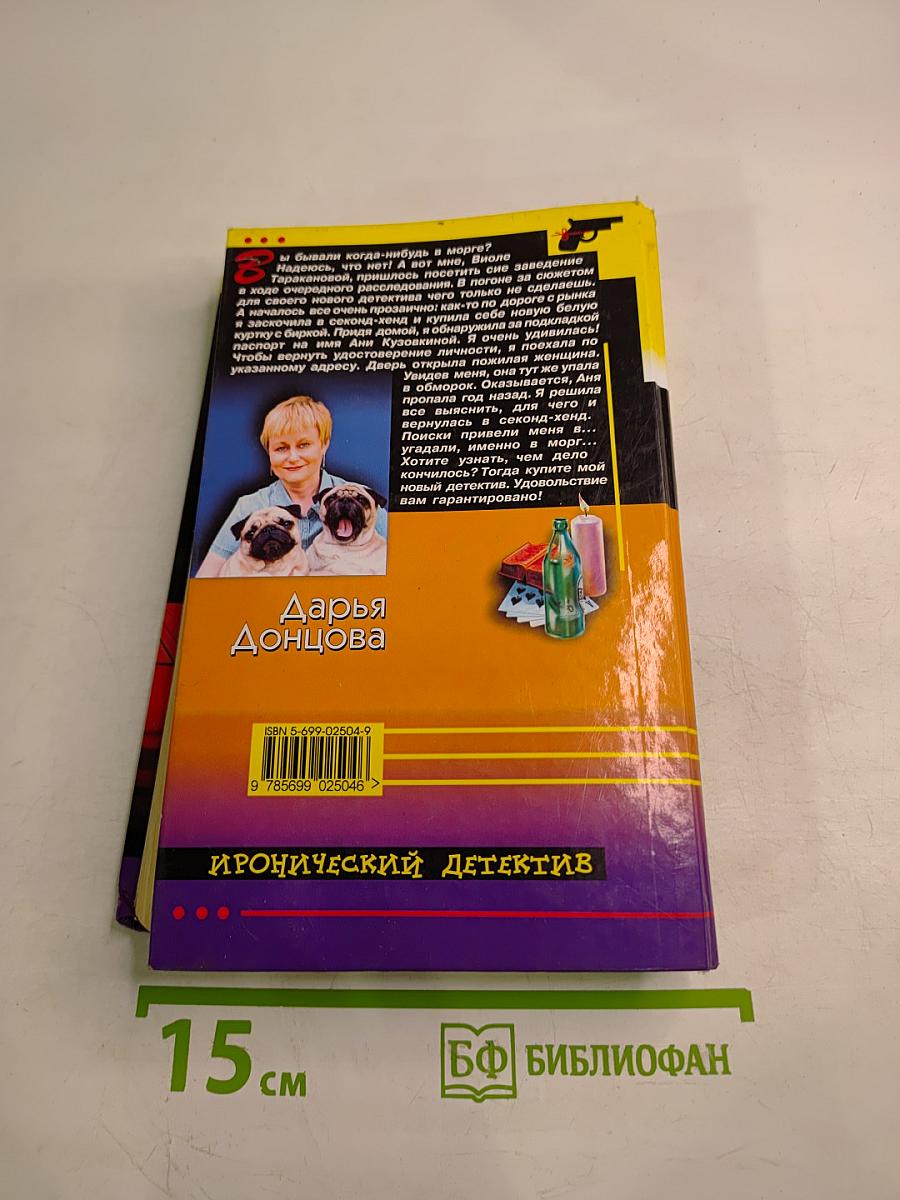 Вы бывали когда-нибудь в морге?
Надеюсь, что нет! А вот мне, Виоле
Таракановой, пришлось посетить сие заведение
в ходе очередного расследования. В погоне за сюжетом
для своего нового детектива чего только не сделаешь.
А началось все очень прозаично: как-то по дороге с рынка
я заскочила в секонд-хенд и купила себе новую белую
куртку с биркой. Придя домой, я обнаружила за подкладкой
паспорт на имя Ани Кузовкиной. Я очень удивилась!
Чтобы вернуть удостоверение личности, я поехала по
указанному адресу. Дверь открыла пожилая женщина.
Увидев меня, она тут же упала
в обморок. Оказывается, Аня
пропала год назад. Я решила
все выяснить, для чего и
вернулась в секонд-хенд.
Поиски привели меня в...
угадали, именно в морг...
Хотите узнать, чем дело
кончилось? Тогда купите мой
новый детектив. Удовольствие
вам гарантировано!
Дарья
Донцова
ISBN 5-699-02504-9
9 785699 025046 >
ИРОНИЧЕСКИЙ ДЕТЕКТИВ
15 см
БФ БИБЛИОФАН